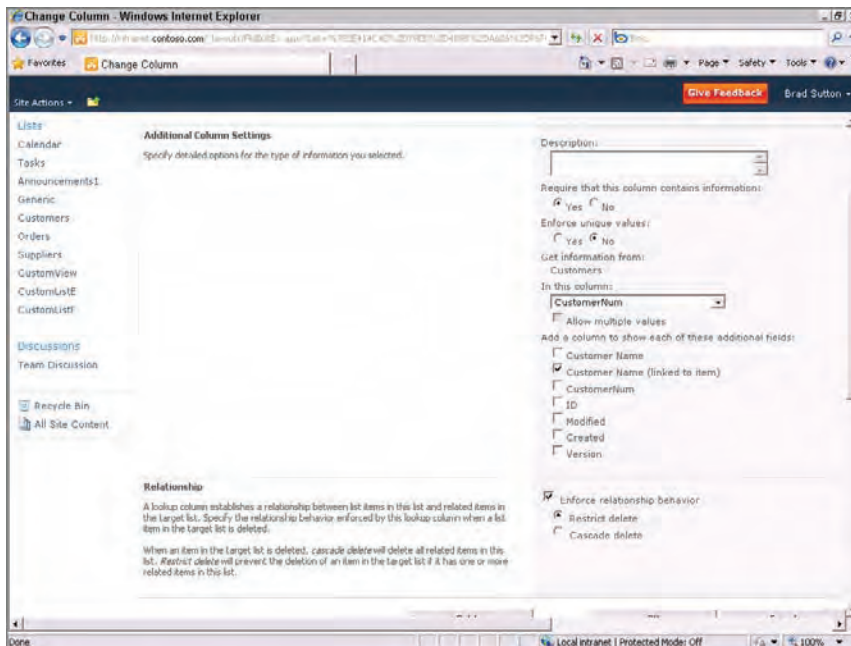 Change Column - Windows Internet Explorer
contoso.com
Favorites Change Column Page Safety Tools
Site Actions Give Feedback Brad Sutton
Lists
Calendar
Tasks
Announcements1
Generic
Customers
Orders
Suppliers
CustomView
CustomListE
CustomListF
Discussions
Team Discussion
Recycle Bin
All Site Content
Additional Column Settings
Specify detailed options for the type of information you selected.
Description:
Require that this column contains information:
Yes No
Enforce unique values:
Yes No
Get information from:
Customers
In this column:
CustomerNum
Allow multiple values
Add a column to show each of these additional fields:
Customer Name
Customer Name (linked to item)
CustomerNum
ID
Modified
Created
Version
Relationship
A lookup column establishes a relationship between list items in this list and related items in
the target list. Specify the relationship behavior enforced by this lookup column when a list
item in the target list is deleted.
When an item in the target list is deleted, cascade delete will delete all related items in this
list. Restrict delete will prevent the deletion of an item in the target list if it has one or more
related items in this list.
Enforce relationship behavior
Restrict delete
Cascade delete
Done Local intranet | Protected Mode: Off 100%